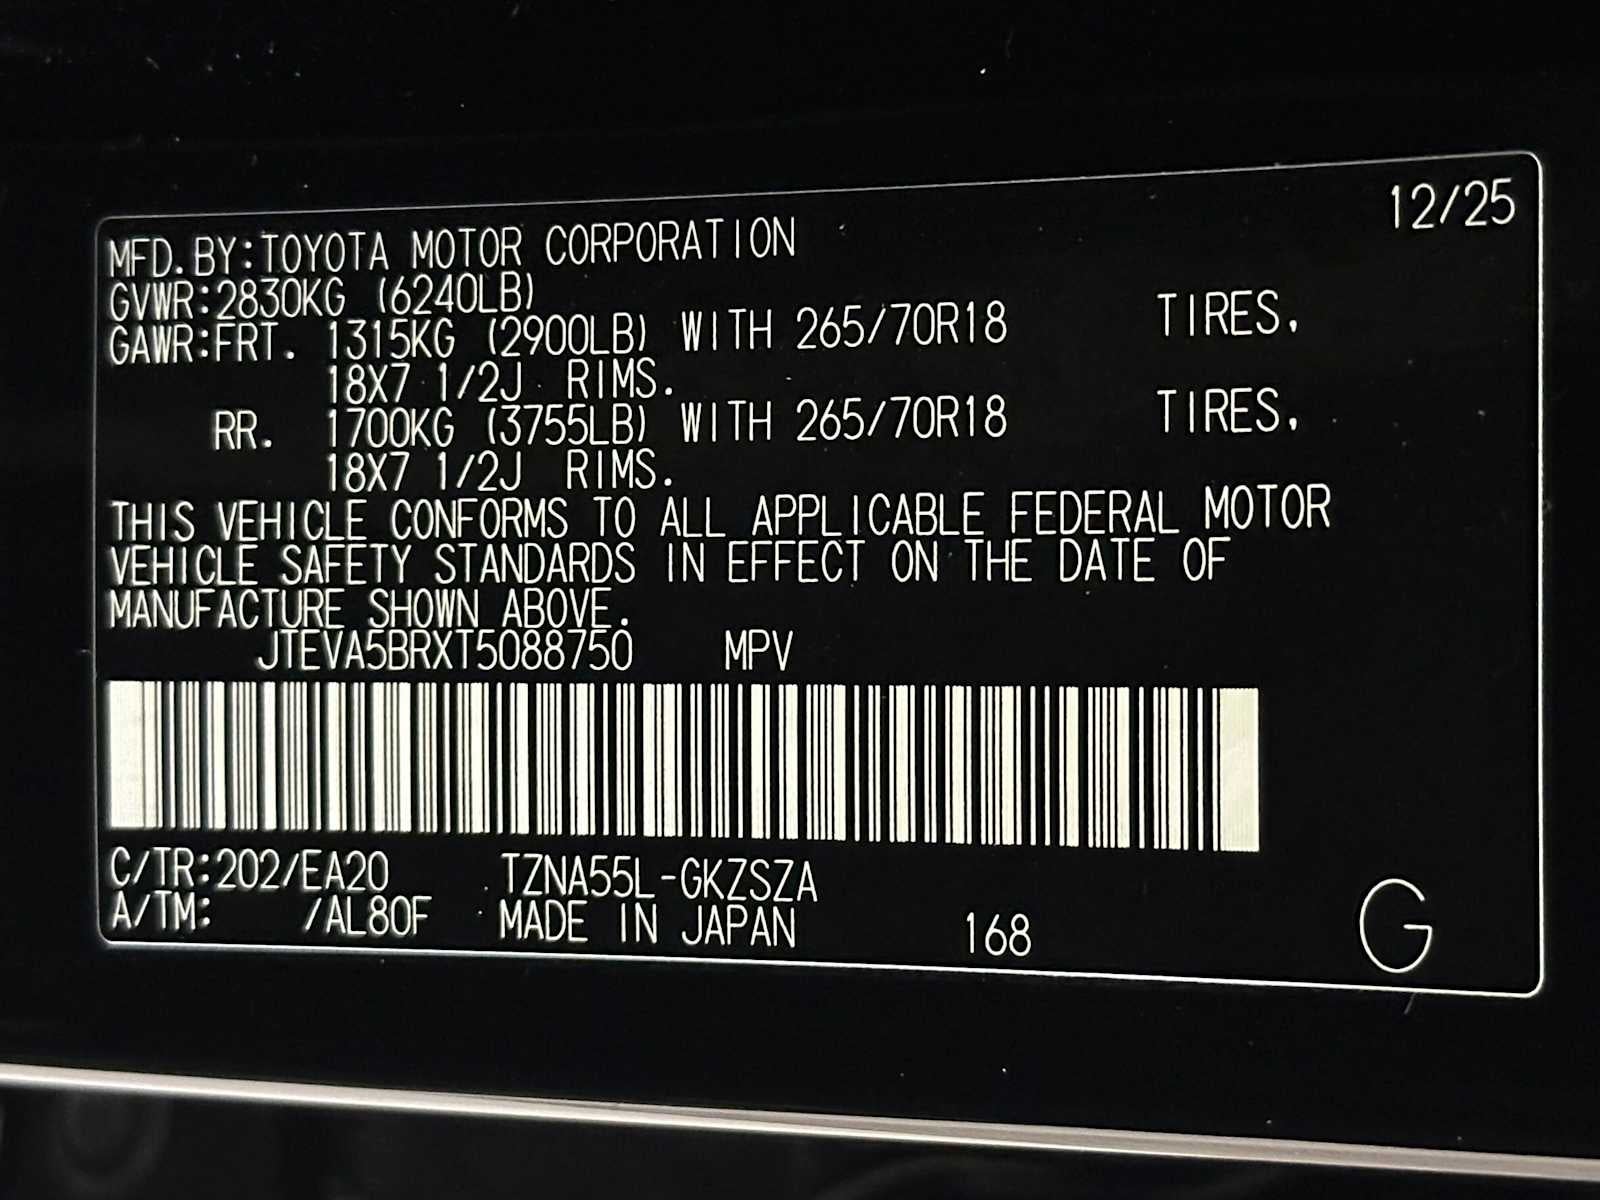 12/25
MFD.BY:TOYOTA MOTOR CORPORATION
GVWR:2830KG (6240LB)
GAWR:FRT. 1315KG (2900LB) WITH 265/70R18 TIRES,
18X7 1/2J RIMS.
RR. 1700KG (3755LB) WITH 265/70R18 TIRES,
18X7 1/2J RIMS.
THIS VEHICLE CONFORMS TO ALL APPLICABLE FEDERAL MOTOR
VEHICLE SAFETY STANDARDS IN EFFECT ON THE DATE OF
MANUFACTURE SHOWN ABOVE.
JTEVA5BRXT5088750 MPV
C/TR:202/EA20 TZNA55L-GKZSZA
A/TM: /AL80F MADE IN JAPAN 168 G